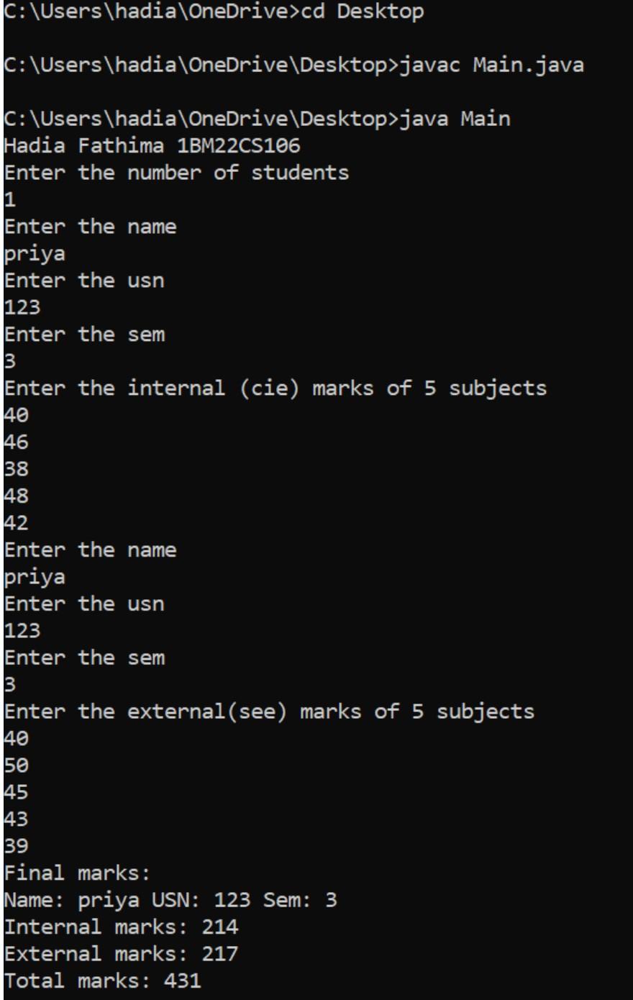 C:\Users\hadia\OneDrive>cd Desktop
C:\Users\hadia\OneDrive\Desktop>javac Main.java
C:\Users\hadia\OneDrive\Desktop>java Main
Hadia Fathima 1BM22CS106
Enter the number of students
1
Enter the name
priya
Enter the usn
123
Enter the sem
3
Enter the internal (cie) marks of 5 subjects
40
46
38
48
42
Enter the name
priya
Enter the usn
123
Enter the sem
3
Enter the external(see) marks of 5 subjects
40
50
45
43
39
Final marks:
Name: priya USN: 123 Sem: 3
Internal marks: 214
External marks: 217
Total marks: 431